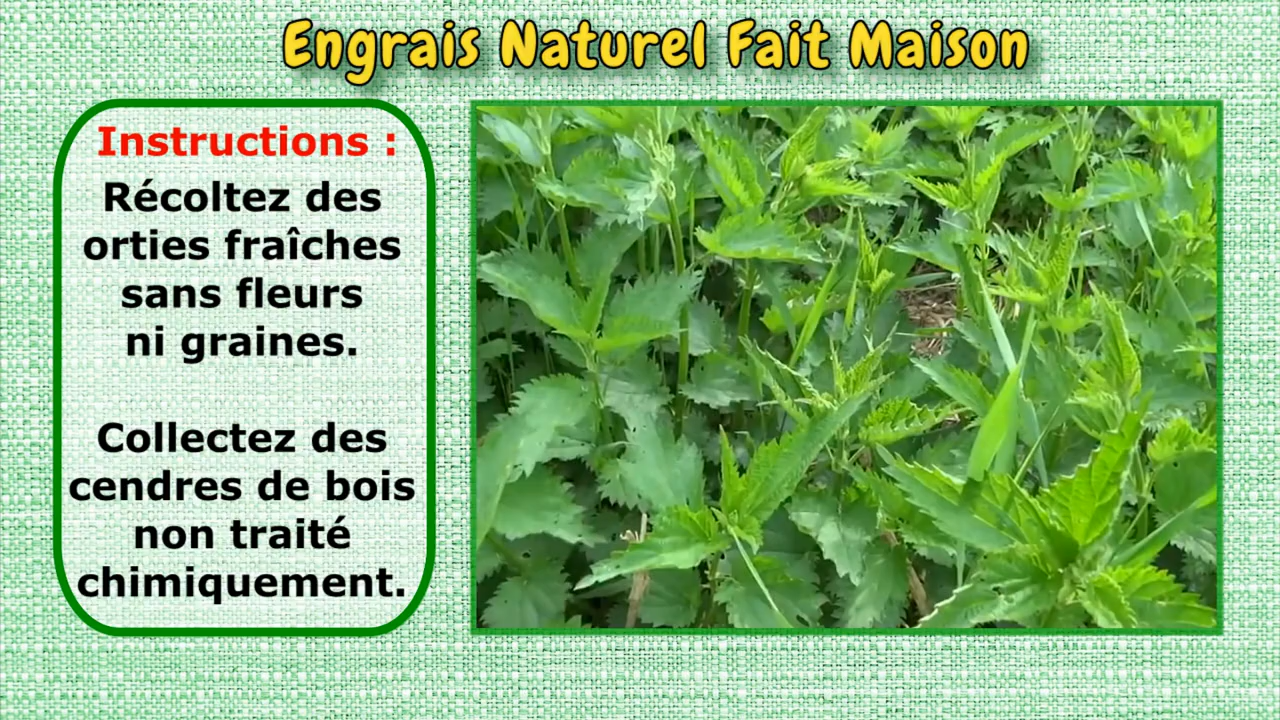 Engrais Naturel Fait Maison
Instructions :
Récoltez des
orties fraîches
sans fleurs
ni graines.
Collectez des
cendres de bois
non traité
chimiquement.